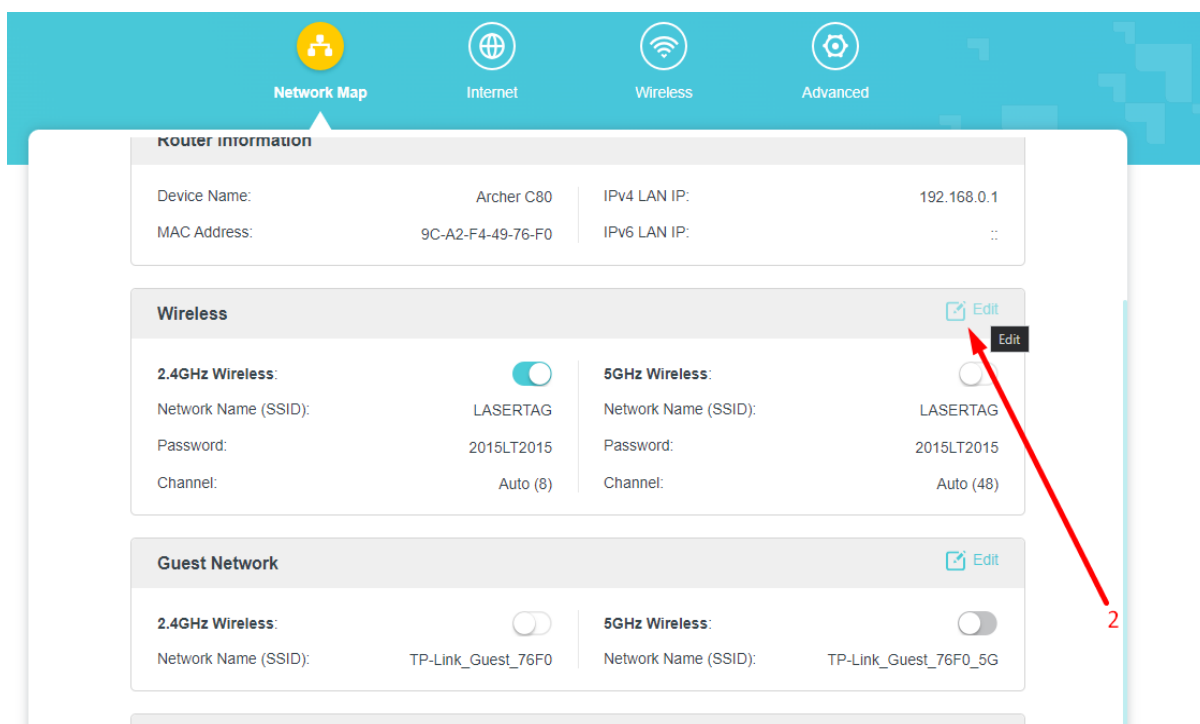 Network Map Internet Wireless Advanced
Router Information
Device Name: Archer C80 IPv4 LAN IP: 192.168.0.1
MAC Address: 9C-A2-F4-49-76-F0 IPv6 LAN IP: ::
Wireless Edit
Edit
2.4GHz Wireless: 5GHz Wireless:
Network Name (SSID): LASERTAG Network Name (SSID): LASERTAG
Password: 2015LT2015 Password: 2015LT2015
Channel: Auto (8) Channel: Auto (48)
Guest Network Edit
2.4GHz Wireless: 5GHz Wireless:
2
Network Name (SSID): TP-Link_Guest_76F0 Network Name (SSID): TP-Link_Guest_76F0_5G